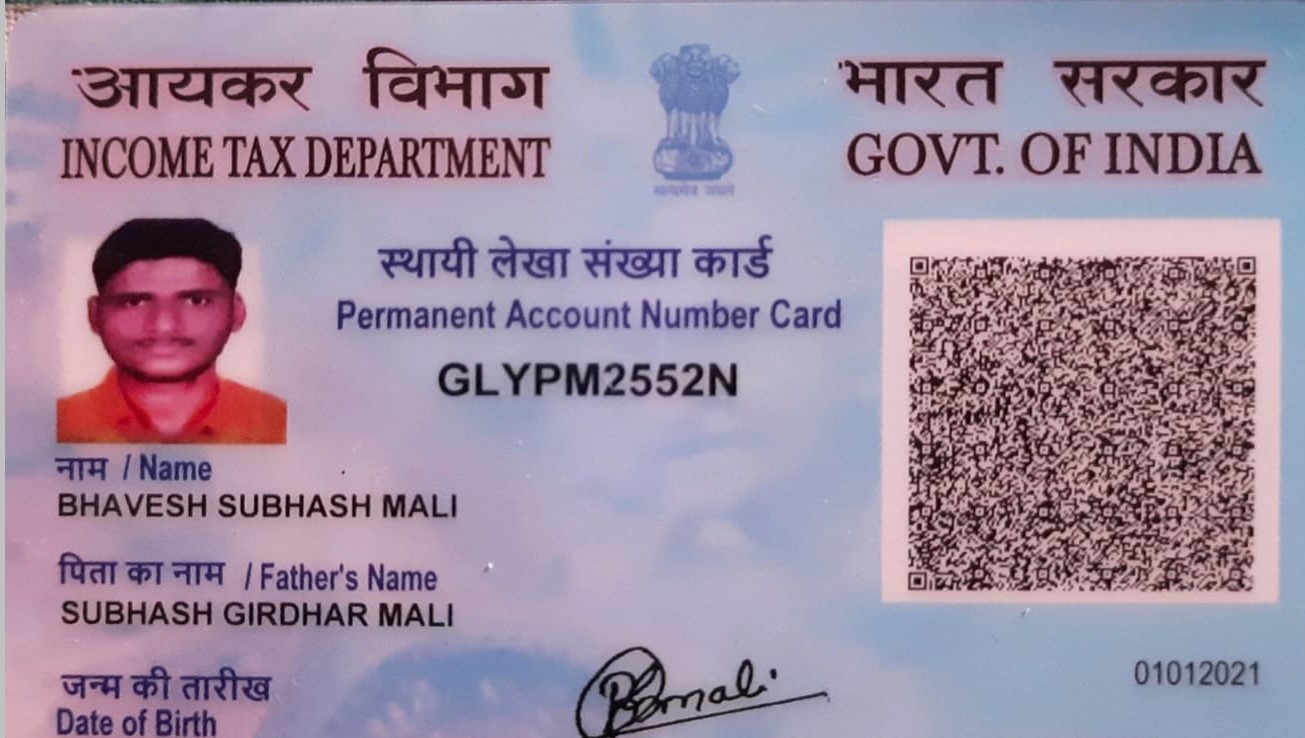 आयकर विभाग
भारत सरकार
INCOME TAX DEPARTMENT
GOVT. OF INDIA
सत्यमेव जयते
स्थायी लेखा संख्या कार्ड
Permanent Account Number Card
GLYPM2552N
नाम / Name
BHAVESH SUBHASH MALI
पिता का नाम / Father's Name
SUBHASH GIRDHAR MALI
जन्म की तारीख
Date of Birth
Bsmali
01012021